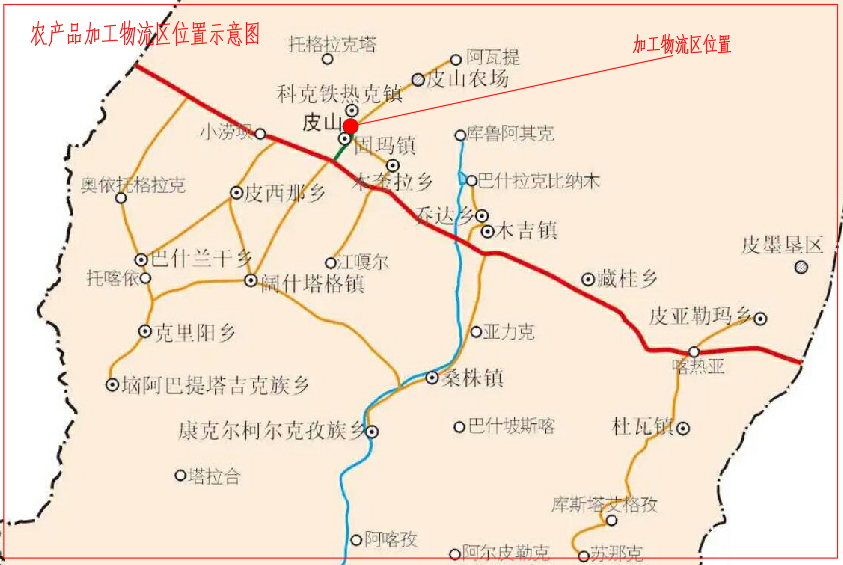 农产品加工物流区位置示意图
加工物流区位置
托格拉克塔
阿瓦提
皮山农场
科克铁热克镇
皮山
小涝坝
固玛镇
库鲁阿其克
木奎拉乡
奥依托格拉克
皮西那乡
巴什拉克比纳木
乔达乡
木吉镇
皮墨垦区
巴什兰干乡
江嘎尔
托喀依
阔什塔格镇
藏桂乡
皮亚勒玛乡
克里阳乡
亚力克
喀热亚
垴阿巴提塔吉克族乡
桑株镇
康克尔柯尔克孜族乡
巴什坡斯喀
杜瓦镇
塔拉合
库斯塔艾格孜
阿喀孜
阿尔皮勒克
苏那克